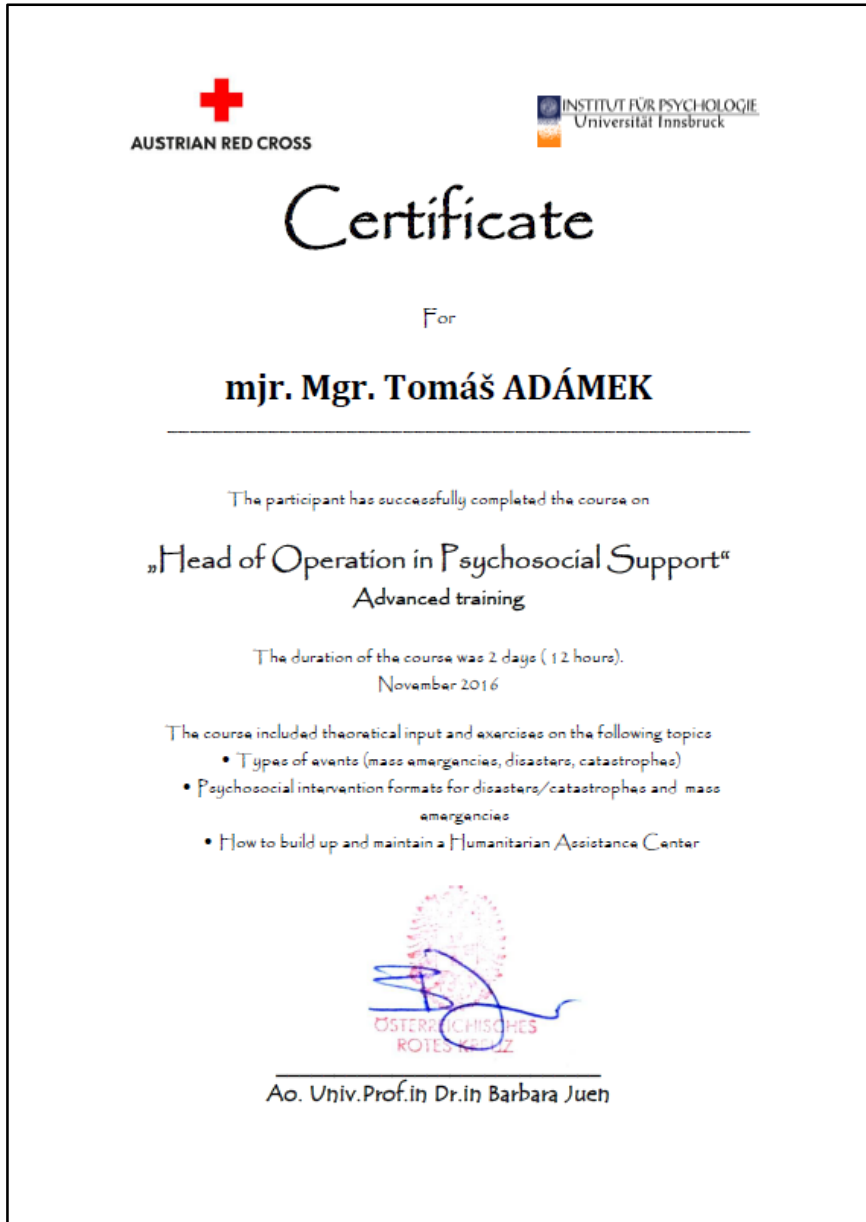 AUSTRIAN RED CROSS
INSTITUT FÜR PSYCHOLOGIE
Universität Innsbruck
Certificate
For
mjr. Mgr. Tomáš ADÁMEK
The participant has successfully completed the course on
„Head of Operation in Psychosocial Support“
Advanced training
The duration of the course was 2 days ( 12 hours).
November 2016
The course included theoretical input and exercises on the following topics
• Types of events (mass emergencies, disasters, catastrophes)
• Psychosocial intervention formats for disasters/catastrophes and mass
emergencies
• How to build up and maintain a Humanitarian Assistance Center
ÖSTERREICHISCHES
ROTES KREUZ
Ao. Univ.Prof.in Dr.in Barbara Juen